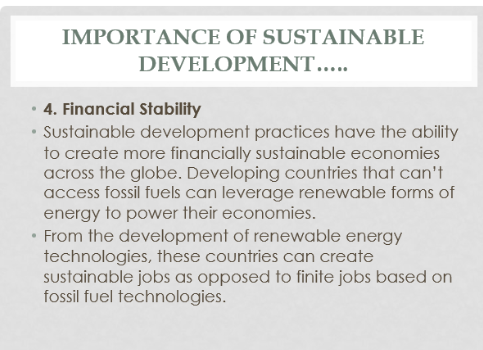 IMPORTANCE OF SUSTAINABLE
DEVELOPMENT…..
• 4. Financial Stability
• Sustainable development practices have the ability
to create more financially sustainable economies
across the globe. Developing countries that can't
access fossil fuels can leverage renewable forms of
energy to power their economies.
• From the development of renewable energy
technologies, these countries can create
sustainable jobs as opposed to finite jobs based on
fossil fuel technologies.